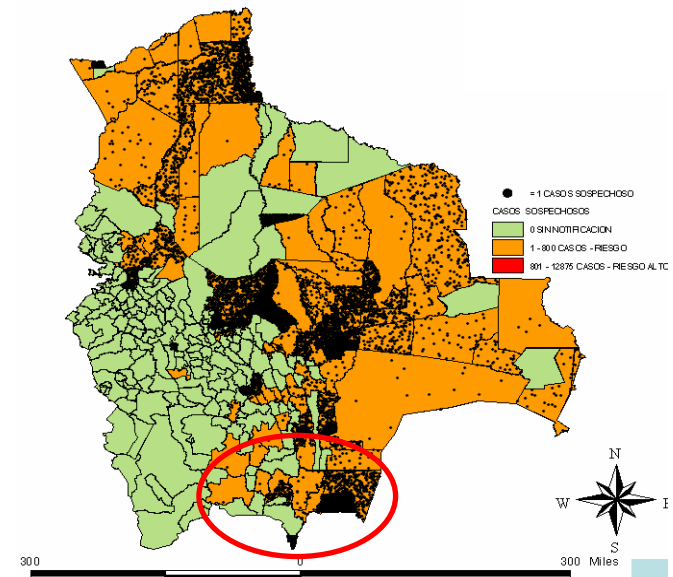 = 1 CASOS SOSPECHOSO
CASOS SOSPECHOSOS
0 SIN NOTIFICACION
1 - 800 CASOS - RIESGO
801 - 12875 CASOS - RIESGO ALTO
N
W
E
S
300 0 300 Miles